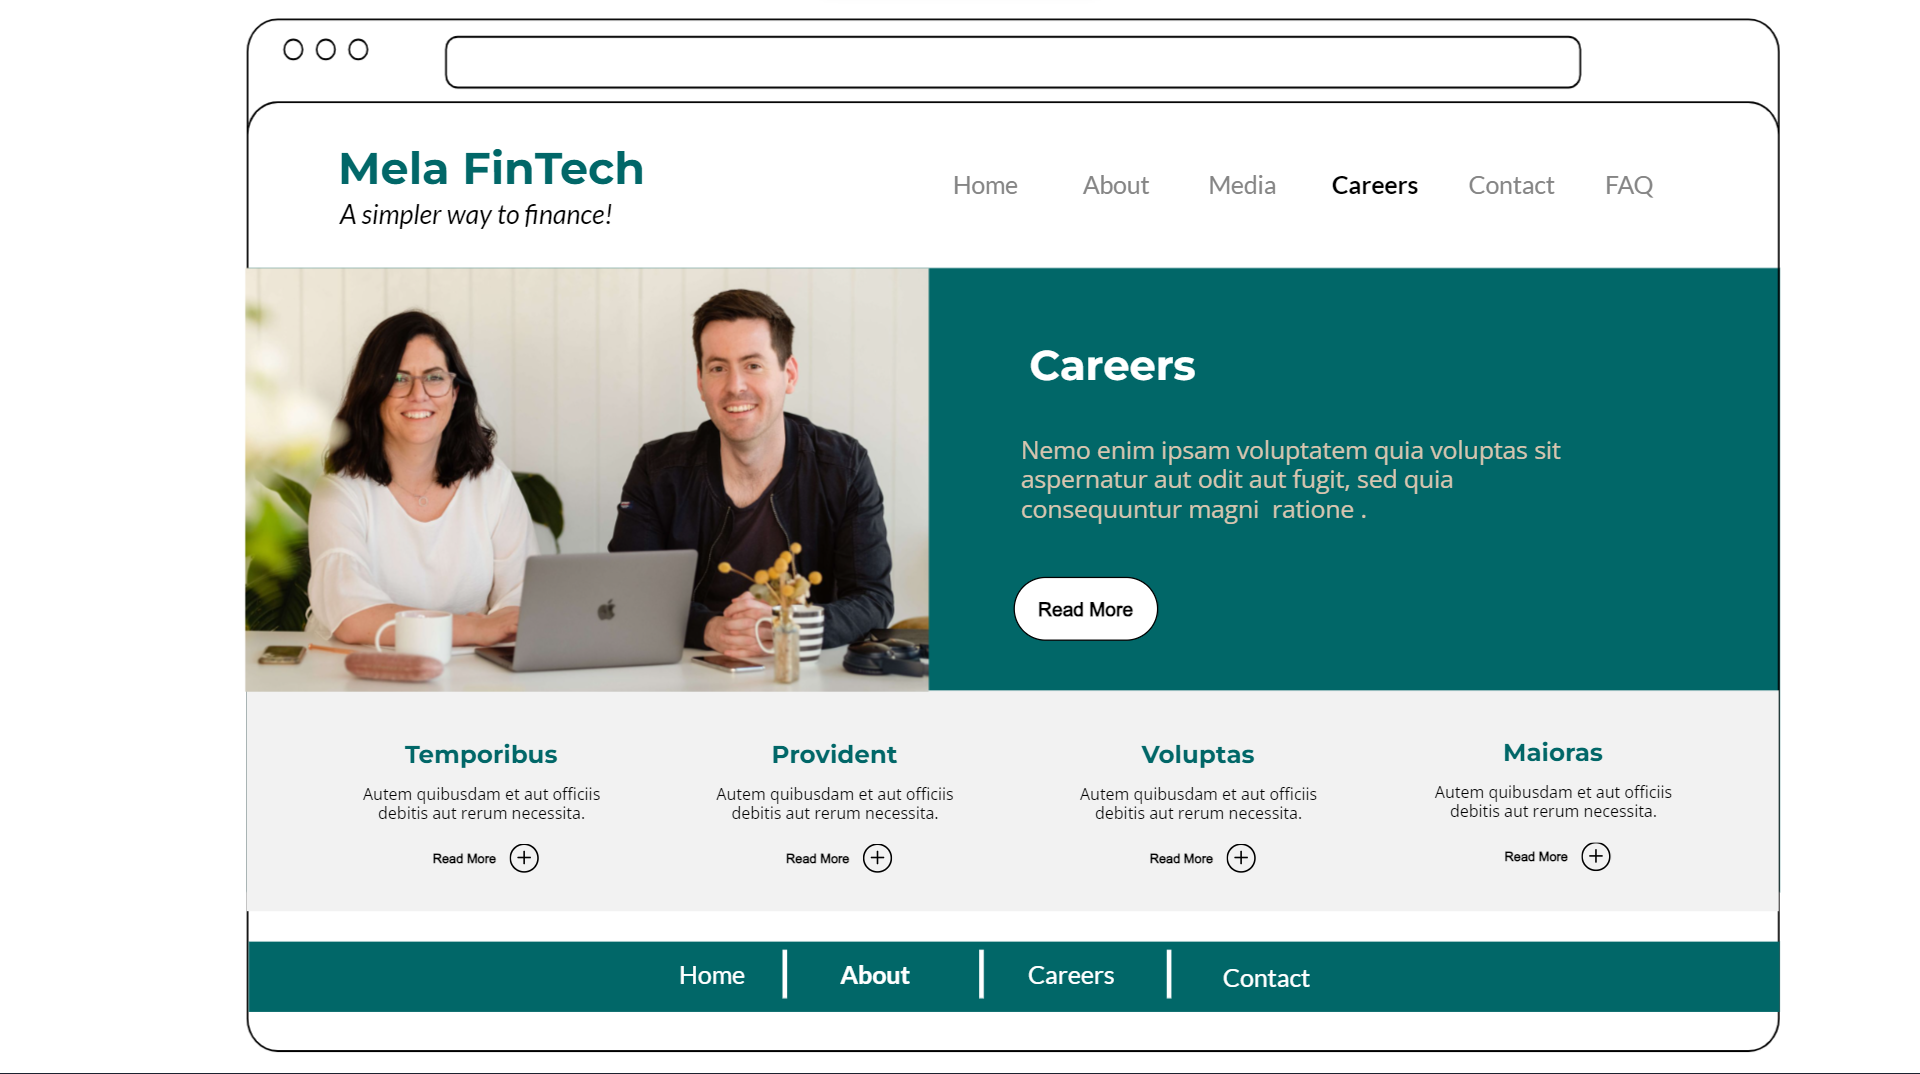 Mela FinTech
A simpler way to finance!
Home About Media Careers Contact FAQ
Careers
Nemo enim ipsam voluptatem quia voluptas sit
aspernatur aut odit aut fugit, sed quia
consequuntur magni  ratione .
Read More
Temporibus
Autem quibusdam et aut officiis
debitis aut rerum necessita.
Read More
Provident
Autem quibusdam et aut officiis
debitis aut rerum necessita.
Read More
Voluptas
Autem quibusdam et aut officiis
debitis aut rerum necessita.
Read More
Maioras
Autem quibusdam et aut officiis
debitis aut rerum necessita.
Read More
Home About Careers Contact